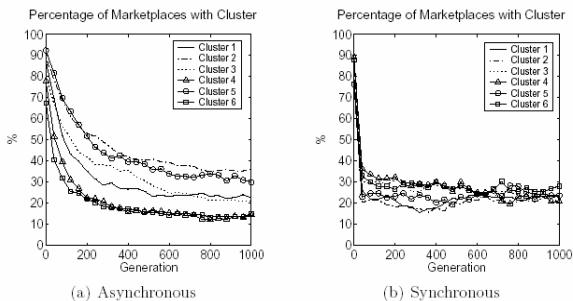 Percentage of Marketplaces with Cluster
100
90
80
70
60
50
40
30
20
10
0
%
Cluster 1
Cluster 2
Cluster 3
Cluster 4
Cluster 5
Cluster 6
0 200 400 600 800 1000
Generation
(a) Asynchronous
Percentage of Marketplaces with Cluster
100
90
80
70
60
50
40
30
20
10
0
%
Cluster 1
Cluster 2
Cluster 3
Cluster 4
Cluster 5
Cluster 6
0 200 400 600 800 1000
Generation
(b) Synchronous